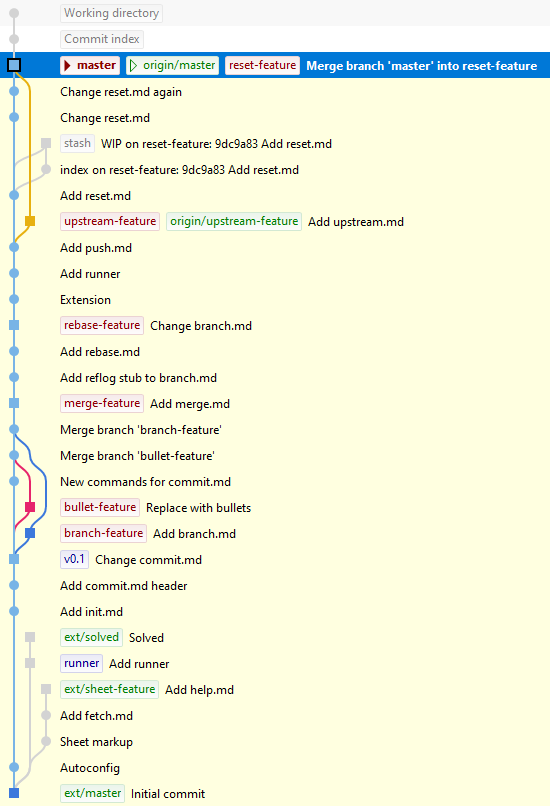 Working directory
Commit index
master origin/master reset-feature Merge branch 'master' into reset-feature
Change reset.md again
Change reset.md
stash WIP on reset-feature: 9dc9a83 Add reset.md
index on reset-feature: 9dc9a83 Add reset.md
Add reset.md
upstream-feature origin/upstream-feature Add upstream.md
Add push.md
Add runner
Extension
rebase-feature Change branch.md
Add rebase.md
Add reflog stub to branch.md
merge-feature Add merge.md
Merge branch 'branch-feature'
Merge branch 'bullet-feature'
New commands for commit.md
bullet-feature Replace with bullets
branch-feature Add branch.md
v0.1 Change commit.md
Add commit.md header
Add init.md
ext/solved Solved
runner Add runner
ext/sheet-feature Add help.md
Add fetch.md
Sheet markup
Autoconfig
ext/master Initial commit